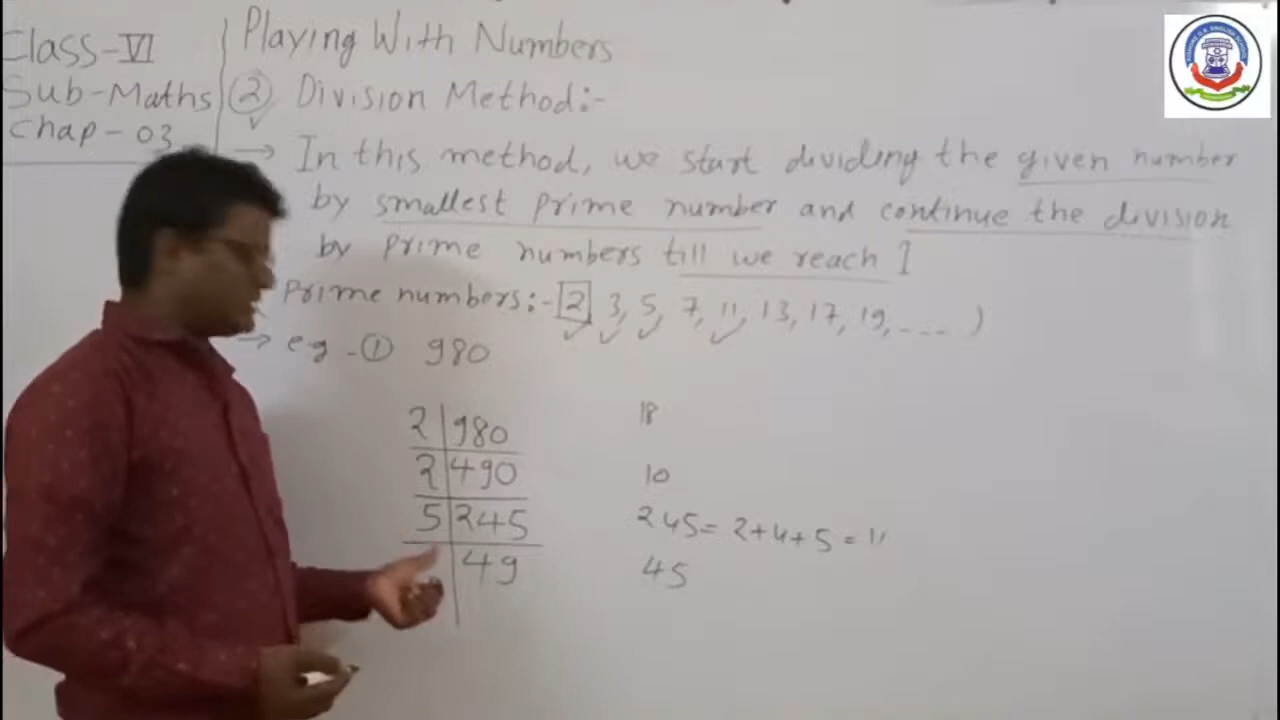 Class-VI
Sub-Maths
Chap-03
Playing With Numbers
② Division Method:-
→ In this method, we start dividing the given number
by smallest prime number and continue the division
by prime numbers till we reach 1
Prime numbers:- 2, 3, 5, 7, 11, 13, 17, 19, ---- )
→ eg-① 980
2 | 980
2 | 490
5 | 245
49
18
10
245 = 2+4+5 = 11
45